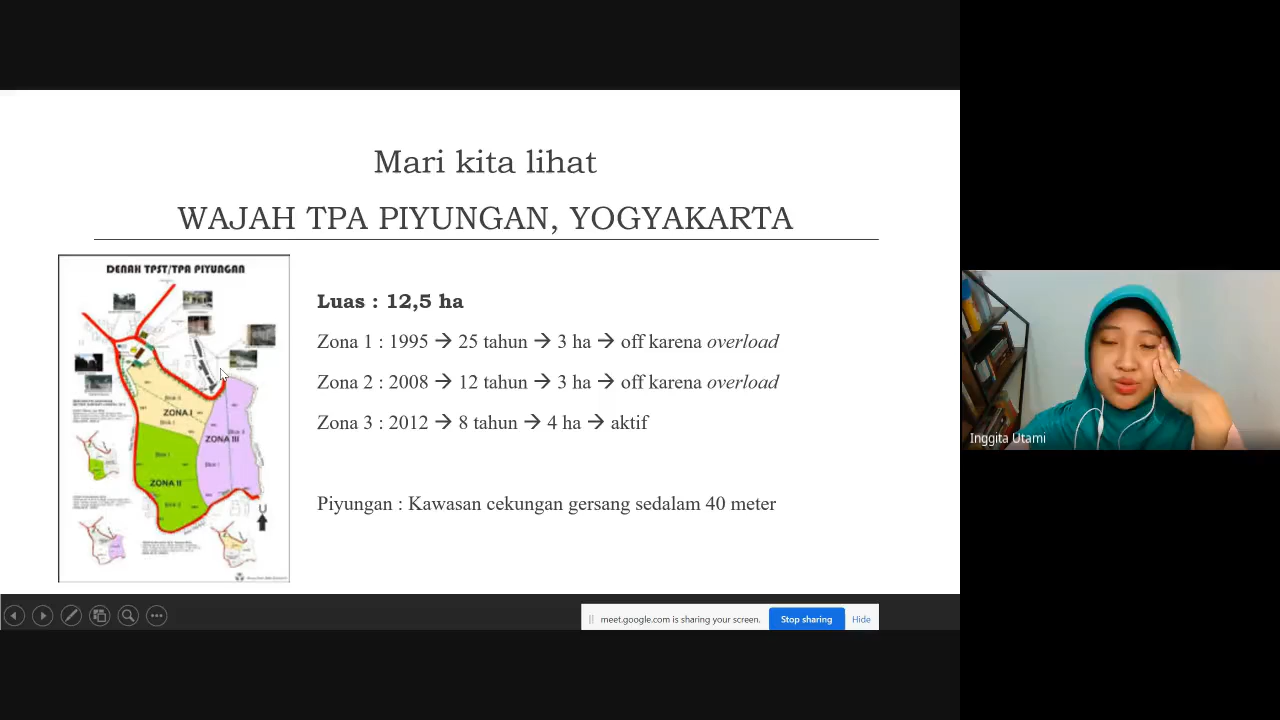 Mari kita lihat
WAJAH TPA PIYUNGAN, YOGYAKARTA
DENAH TPST/TPA PIYUNGAN
ZONA I
ZONA III
ZONA II
Luas : 12,5 ha
Zona 1 : 1995 → 25 tahun → 3 ha → off karena overload
Zona 2 : 2008 → 12 tahun → 3 ha → off karena overload
Zona 3 : 2012 → 8 tahun → 4 ha → aktif
Piyungan : Kawasan cekungan gersang sedalam 40 meter
Inggita Utami
meet.google.com is sharing your screen.
Stop sharing
Hide